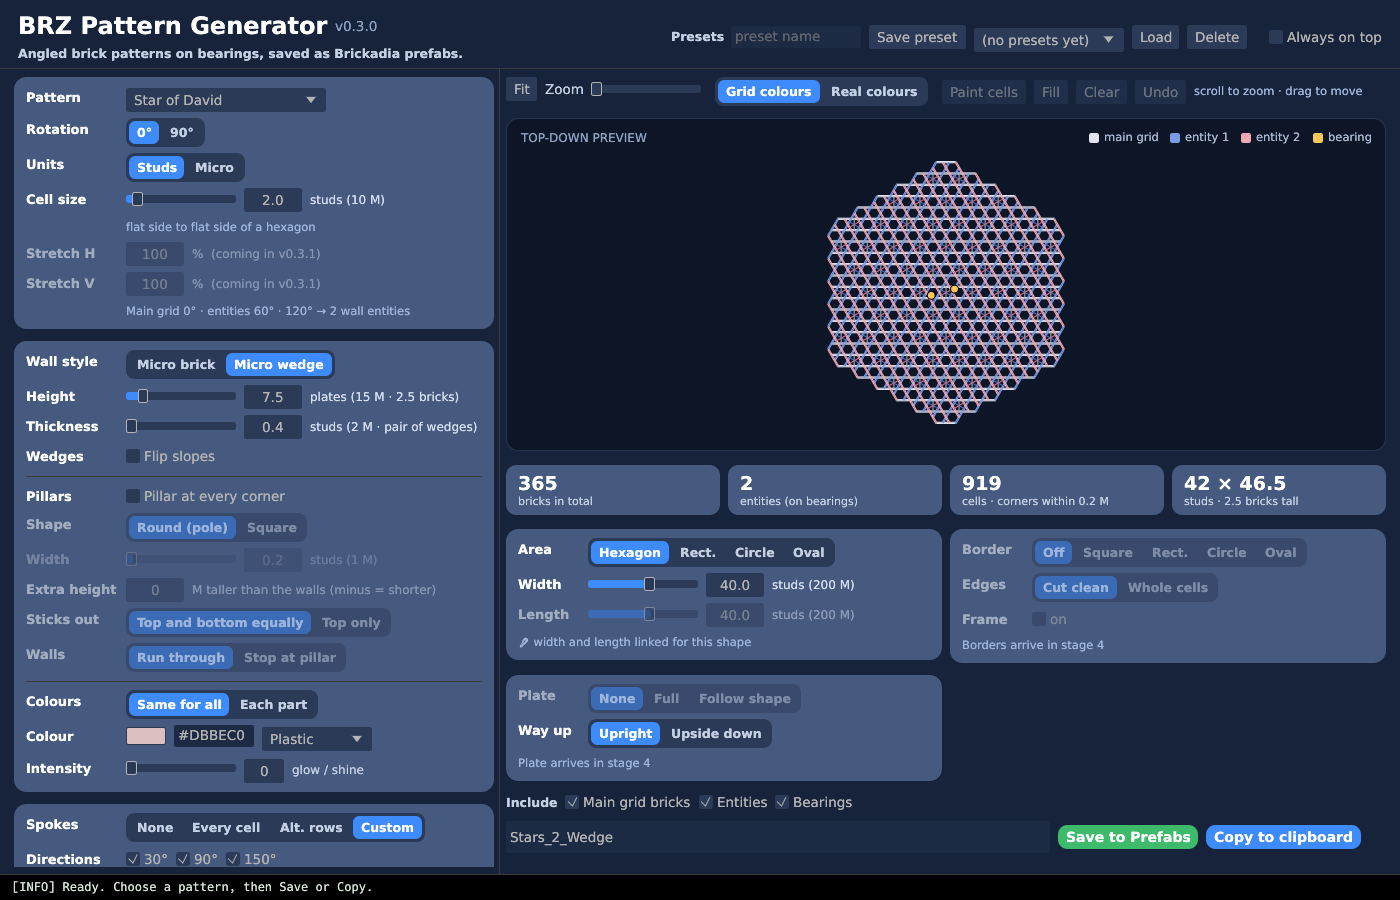 BRZ Pattern Generator v0.3.0
Angled brick patterns on bearings, saved as Brickadia prefabs.
Presets preset name Save preset (no presets yet) Load Delete Always on top
Pattern Star of David
Rotation 0° 90°
Units Studs Micro
Cell size 2.0 studs (10 M)
flat side to flat side of a hexagon
Stretch H 100 % (coming in v0.3.1)
Stretch V 100 % (coming in v0.3.1)
Main grid 0° · entities 60° · 120° → 2 wall entities
Wall style Micro brick Micro wedge
Height 7.5 plates (15 M · 2.5 bricks)
Thickness 0.4 studs (2 M · pair of wedges)
Wedges Flip slopes
Pillars Pillar at every corner
Shape Round (pole) Square
Width 0.2 studs (1 M)
Extra height 0 M taller than the walls (minus = shorter)
Sticks out Top and bottom equally Top only
Walls Run through Stop at pillar
Colours Same for all Each part
Colour #DBBEC0 Plastic
Intensity 0 glow / shine
Spokes None Every cell Alt. rows Custom
Directions 30° 90° 150°
Fit Zoom Grid colours Real colours Paint cells Fill Clear Undo scroll to zoom · drag to move
TOP-DOWN PREVIEW main grid entity 1 entity 2 bearing
365
bricks in total
2
entities (on bearings)
919
cells · corners within 0.2 M
42 × 46.5
studs · 2.5 bricks tall
Area Hexagon Rect. Circle Oval
Width 40.0 studs (200 M)
Length 40.0 studs (200 M)
width and length linked for this shape
Border Off Square Rect. Circle Oval
Edges Cut clean Whole cells
Frame on
Borders arrive in stage 4
Plate None Full Follow shape
Way up Upright Upside down
Plate arrives in stage 4
Include Main grid bricks Entities Bearings
Stars_2_Wedge Save to Prefabs Copy to clipboard
[INFO] Ready. Choose a pattern, then Save or Copy.